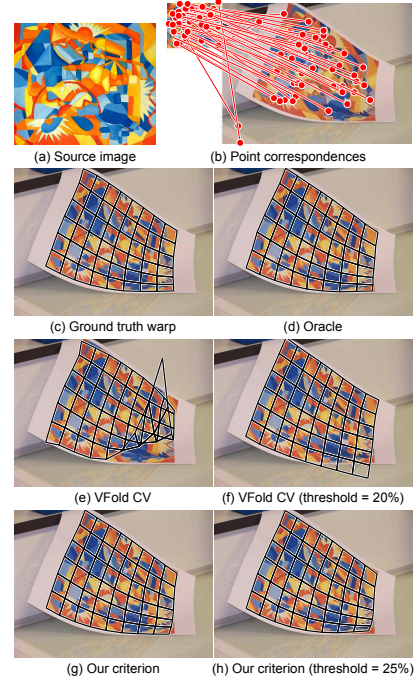 (a) Source image
(b) Point correspondences
(c) Ground truth warp
(d) Oracle
(e) VFold CV
(f) VFold CV (threshold = 20%)
(g) Our criterion
(h) Our criterion (threshold = 25%)